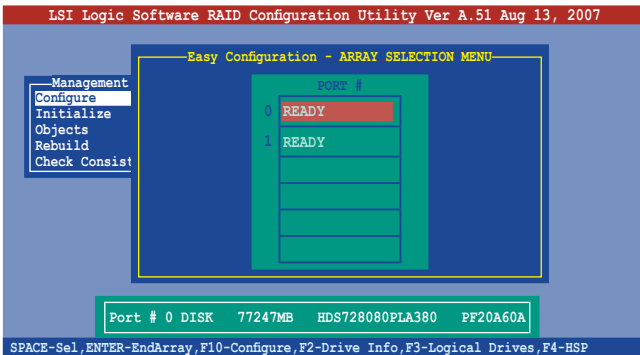 LSI Logic Software RAID Configuration Utility Ver A.51 Aug 13, 2007
Easy Configuration - ARRAY SELECTION MENU
Management
Configure
Initialize
Objects
Rebuild
Check Consist
PORT #
0 READY
1 READY
Port # 0 DISK 77247MB HDS728080PLA380 PF20A60A
SPACE-Sel,ENTER-EndArray,F10-Configure,F2-Drive Info,F3-Logical Drives,F4-HSP